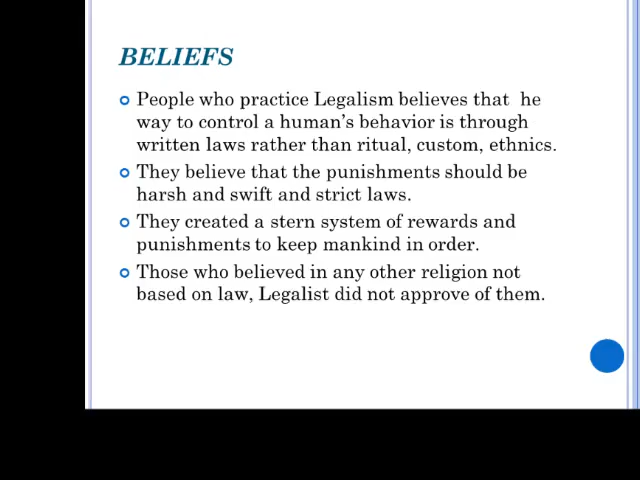 BELIEFS
People who practice Legalism believes that he
way to control a human's behavior is through
written laws rather than ritual, custom, ethnics.
They believe that the punishments should be
harsh and swift and strict laws.
They created a stern system of rewards and
punishments to keep mankind in order.
Those who believed in any other religion not
based on law, Legalist did not approve of them.